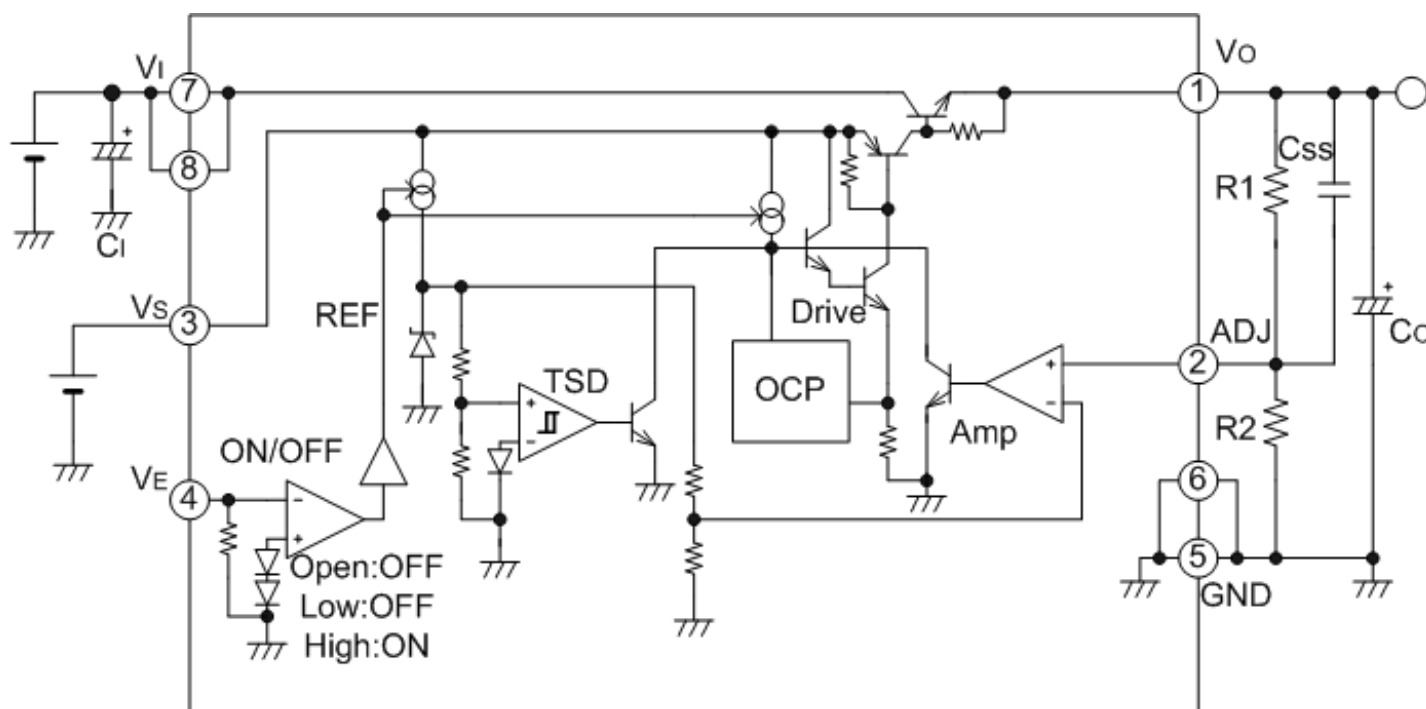 VI
VO
7
1
+
Css
8
R1
CI
VS
REF
+
3
Drive
ADJ
CO
TSD
2
+
OCP
+
-
-
Amp
R2
ON/OFF
VE
6
4
-
+
Open:OFF
5
Low:OFF
GND
High:ON